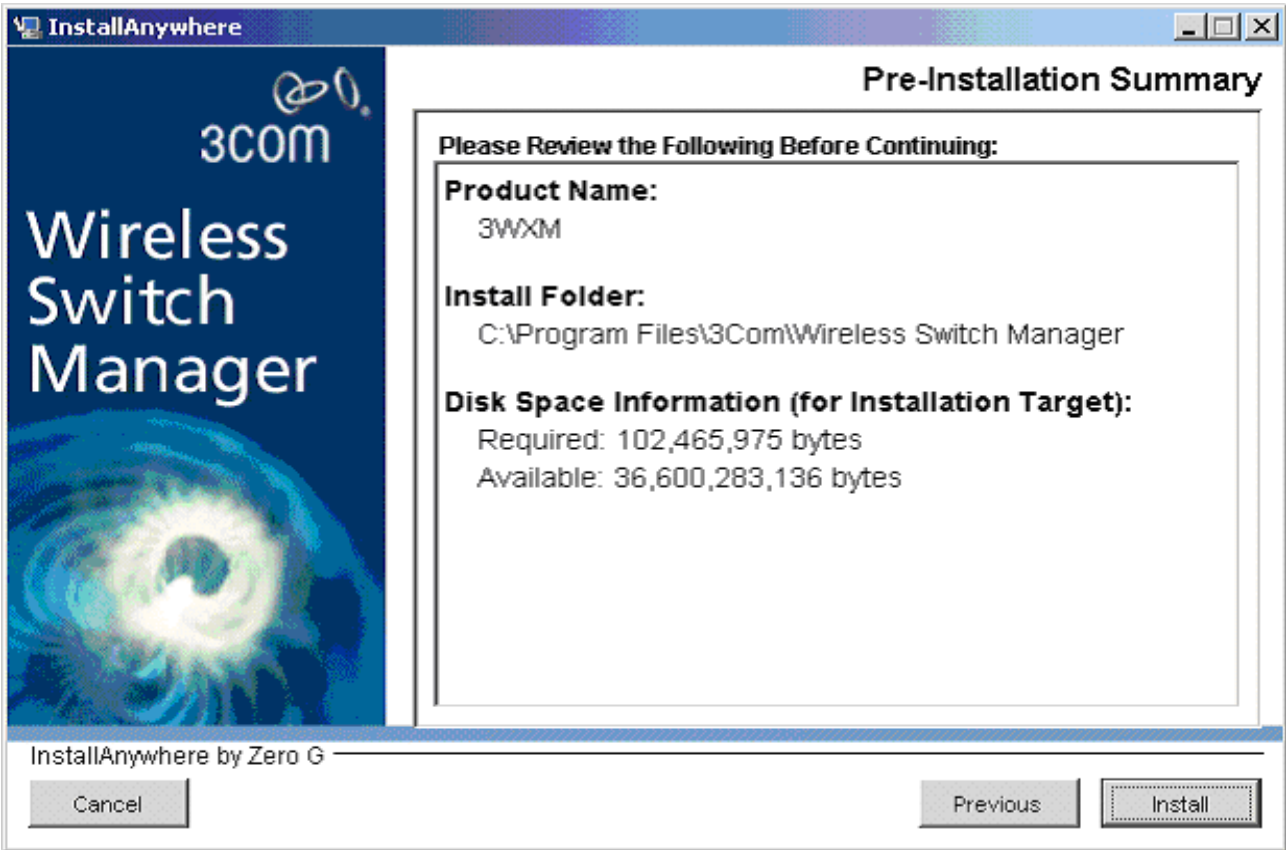 InstallAnywhere
3COM
Wireless
Switch
Manager
Pre-Installation Summary
Please Review the Following Before Continuing:
Product Name:
3WXM
Install Folder:
C:\Program Files\3Com\Wireless Switch Manager
Disk Space Information (for Installation Target):
Required: 102,465,975 bytes
Available: 36,600,283,136 bytes
InstallAnywhere by Zero G
Cancel
Previous
Install